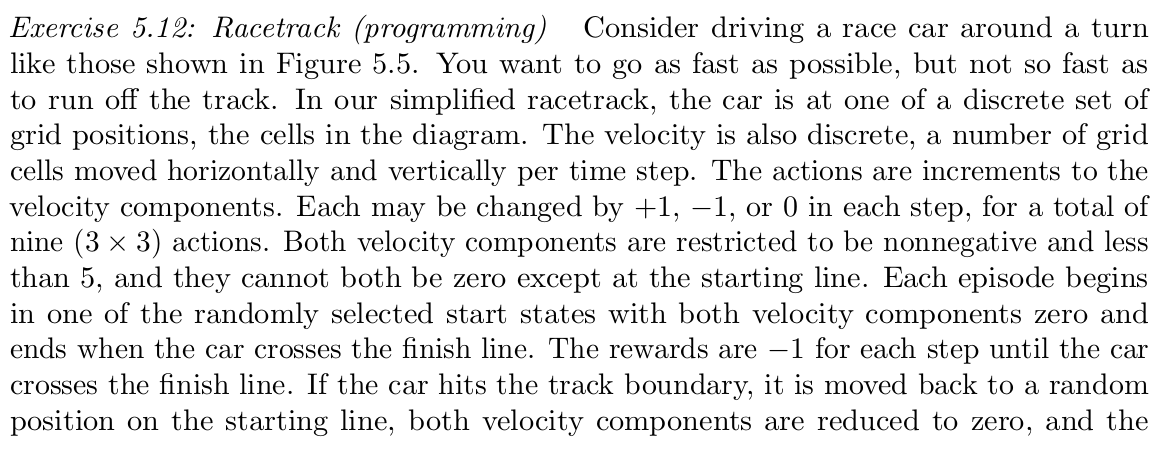 Exercise 5.12: Racetrack (programming) Consider driving a race car around a turn
like those shown in Figure 5.5. You want to go as fast as possible, but not so fast as
to run off the track. In our simplified racetrack, the car is at one of a discrete set of
grid positions, the cells in the diagram. The velocity is also discrete, a number of grid
cells moved horizontally and vertically per time step. The actions are increments to the
velocity components. Each may be changed by +1, −1, or 0 in each step, for a total of
nine (3 × 3) actions. Both velocity components are restricted to be nonnegative and less
than 5, and they cannot both be zero except at the starting line. Each episode begins
in one of the randomly selected start states with both velocity components zero and
ends when the car crosses the finish line. The rewards are −1 for each step until the car
crosses the finish line. If the car hits the track boundary, it is moved back to a random
position on the starting line, both velocity components are reduced to zero, and the